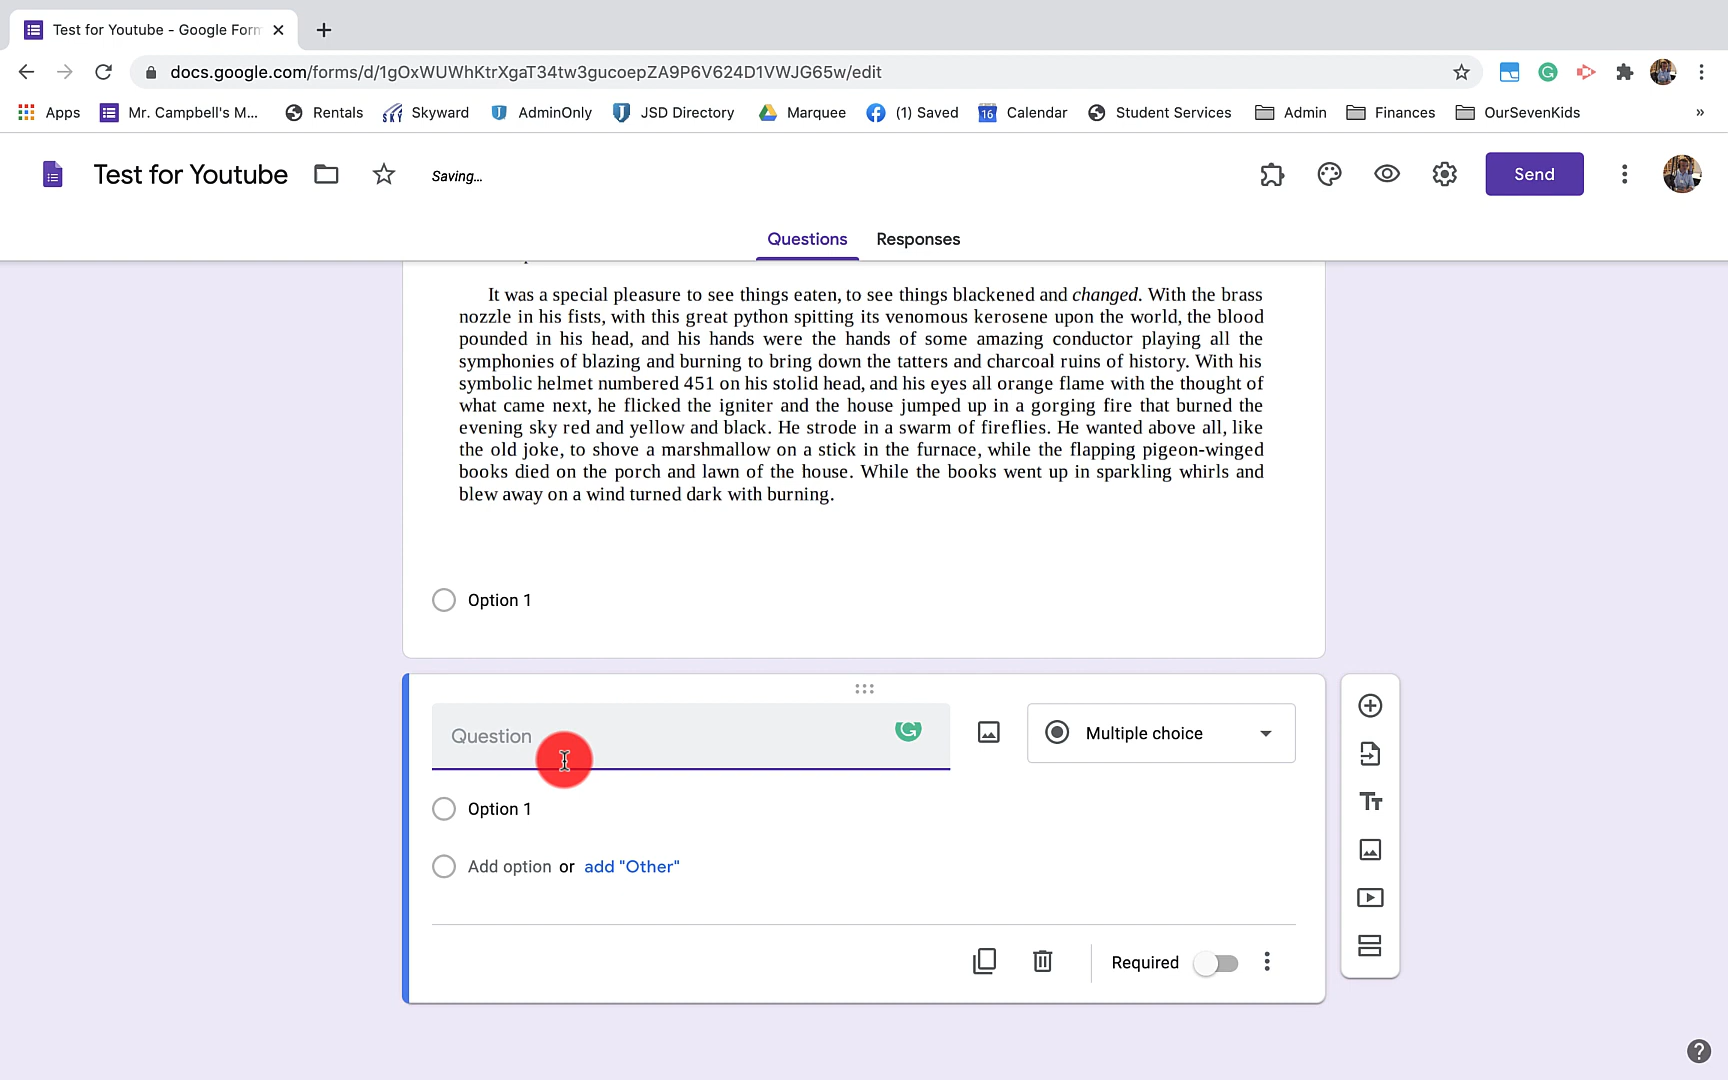 Test for Youtube - Google Form
docs.google.com/forms/d/1gOxWUWhKtrXgaT34tw3gucoepZA9P6V624D1VWJG65w/edit
Apps Mr. Campbell's M... Rentals Skyward AdminOnly JSD Directory Marquee (1) Saved 16 Calendar Student Services Admin Finances OurSevenKids »
Test for Youtube Saving... Send
Questions Responses
It was a special pleasure to see things eaten, to see things blackened and changed. With the brass
nozzle in his fists, with this great python spitting its venomous kerosene upon the world, the blood
pounded in his head, and his hands were the hands of some amazing conductor playing all the
symphonies of blazing and burning to bring down the tatters and charcoal ruins of history. With his
symbolic helmet numbered 451 on his stolid head, and his eyes all orange flame with the thought of
what came next, he flicked the igniter and the house jumped up in a gorging fire that burned the
evening sky red and yellow and black. He strode in a swarm of fireflies. He wanted above all, like
the old joke, to shove a marshmallow on a stick in the furnace, while the flapping pigeon-winged
books died on the porch and lawn of the house. While the books went up in sparkling whirls and
blew away on a wind turned dark with burning.
Option 1
Question Multiple choice
Option 1
Add option or add "Other"
Required